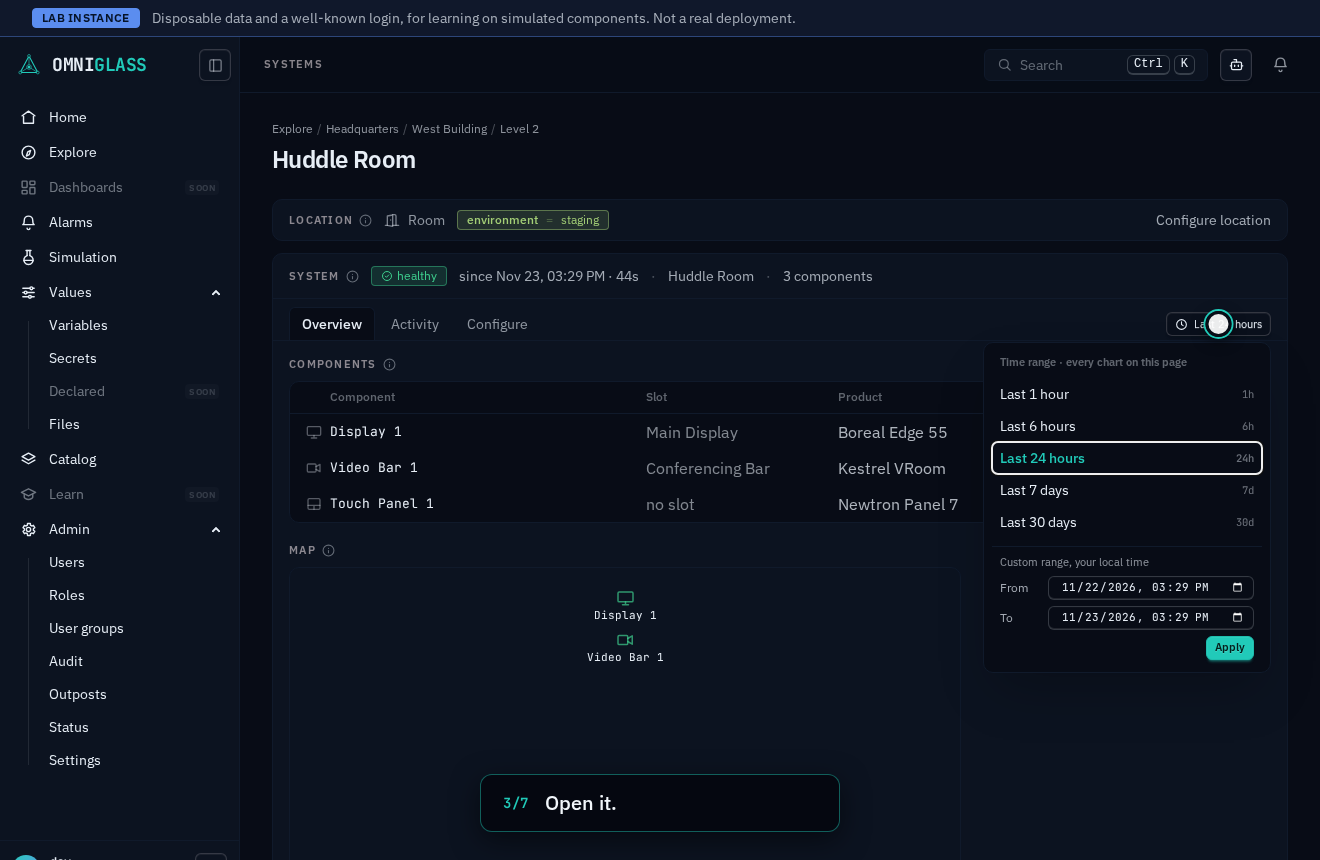 LAB INSTANCE Disposable data and a well-known login, for learning on simulated components. Not a real deployment.
OMNIGLASS
SYSTEMS
Search Ctrl K
Home
Explore
Dashboards SOON
Alarms
Simulation
Values
Variables
Secrets
Declared SOON
Files
Catalog
Learn SOON
Admin
Users
Roles
User groups
Audit
Outposts
Status
Settings
Explore / Headquarters / West Building / Level 2
Huddle Room
LOCATION Room environment = staging Configure location
SYSTEM healthy since Nov 23, 03:29 PM · 44s · Huddle Room · 3 components
Overview Activity Configure
hours
COMPONENTS
Component Slot Product
Display 1 Main Display Boreal Edge 55
Video Bar 1 Conferencing Bar Kestrel VRoom
Touch Panel 1 no slot Newtron Panel 7
MAP
Display 1
Video Bar 1
Time range · every chart on this page
Last 1 hour 1h
Last 6 hours 6h
Last 24 hours 24h
Last 7 days 7d
Last 30 days 30d
Custom range, your local time
From 11/22/2026, 03:29 PM
To 11/23/2026, 03:29 PM
Apply
3/7 Open it.